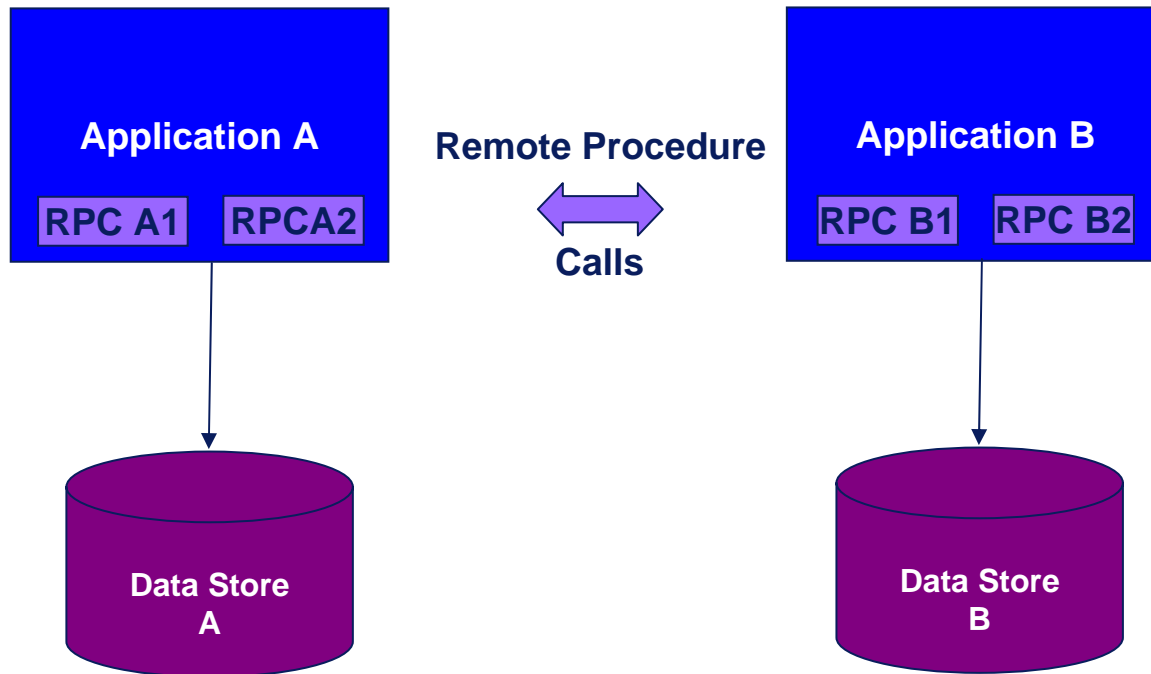 Application A
RPC A1
RPCA2
Remote Procedure
Calls
Application B
RPC B1
RPC B2
Data Store
A
Data Store
B